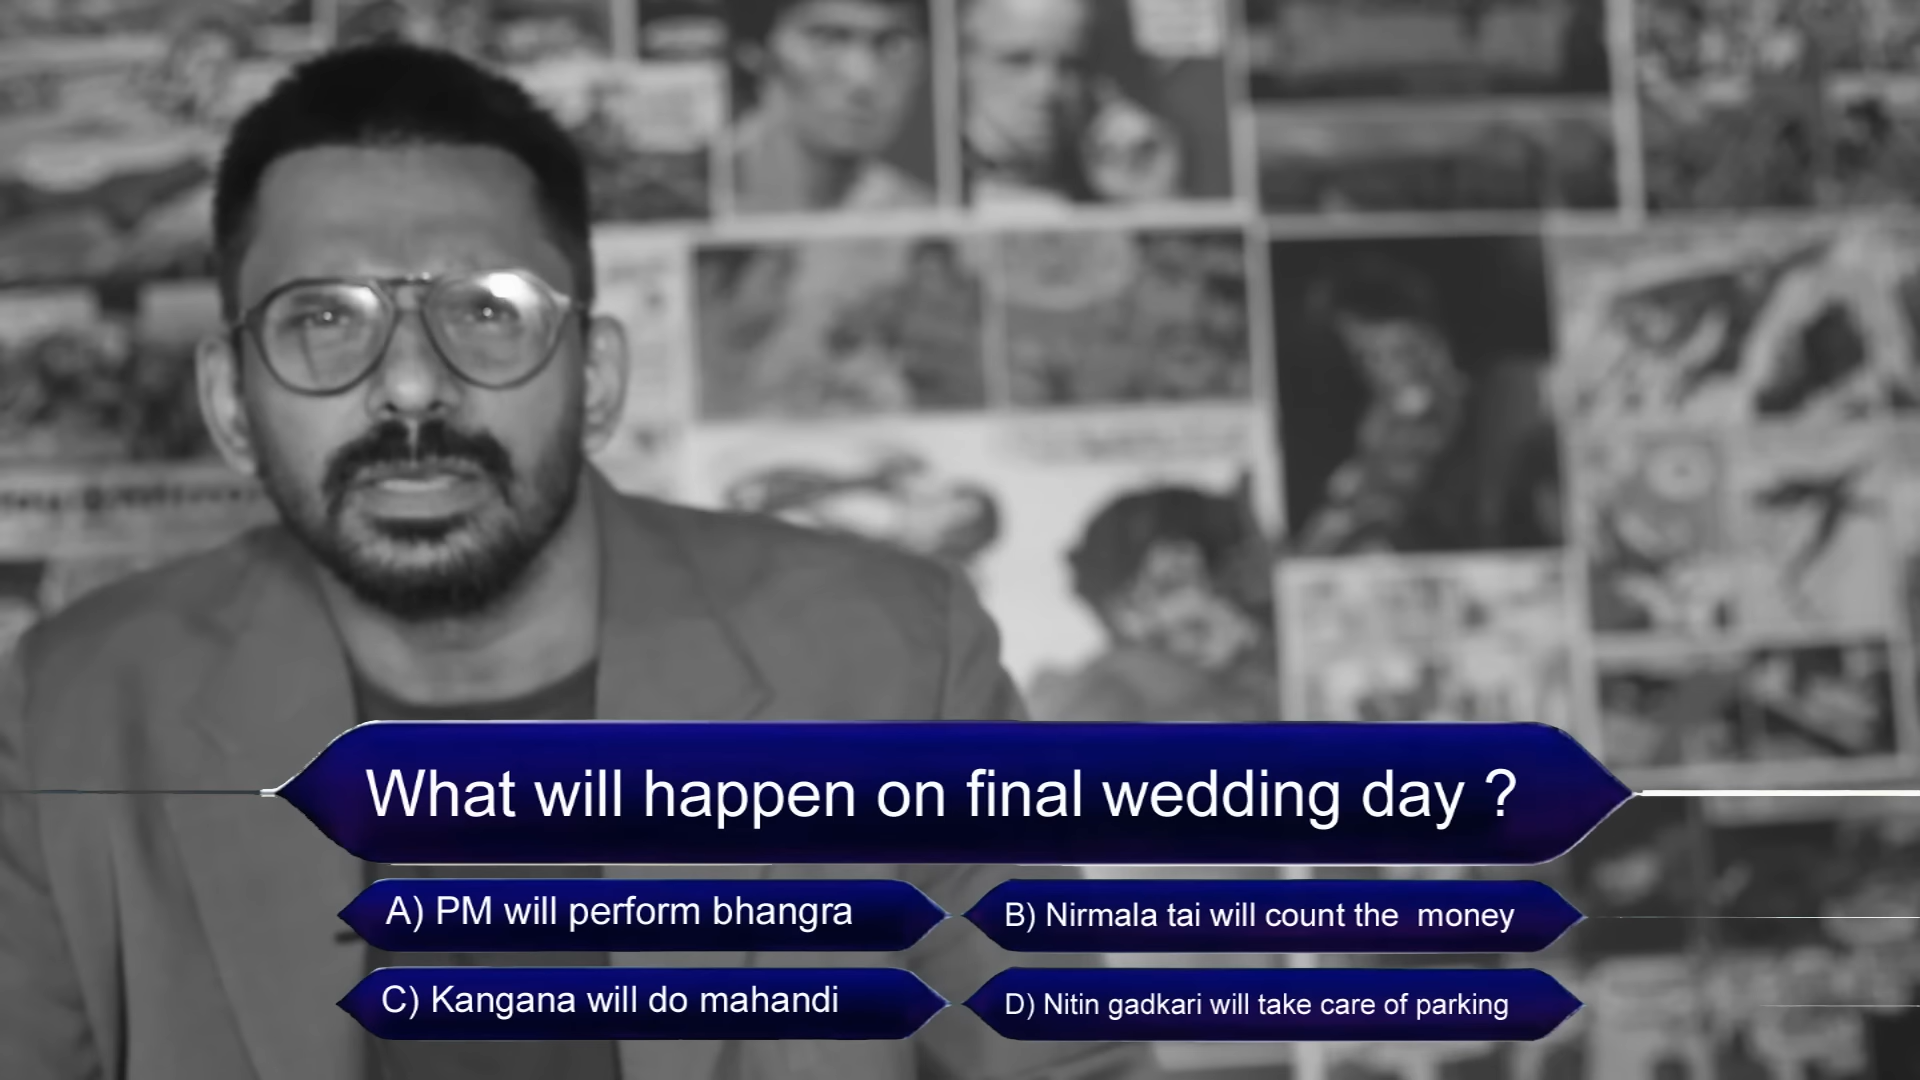 What will happen on final wedding day ?
A) PM will perform bhangra
B) Nirmala tai will count the money
C) Kangana will do mahandi
D) Nitin gadkari will take care of parking